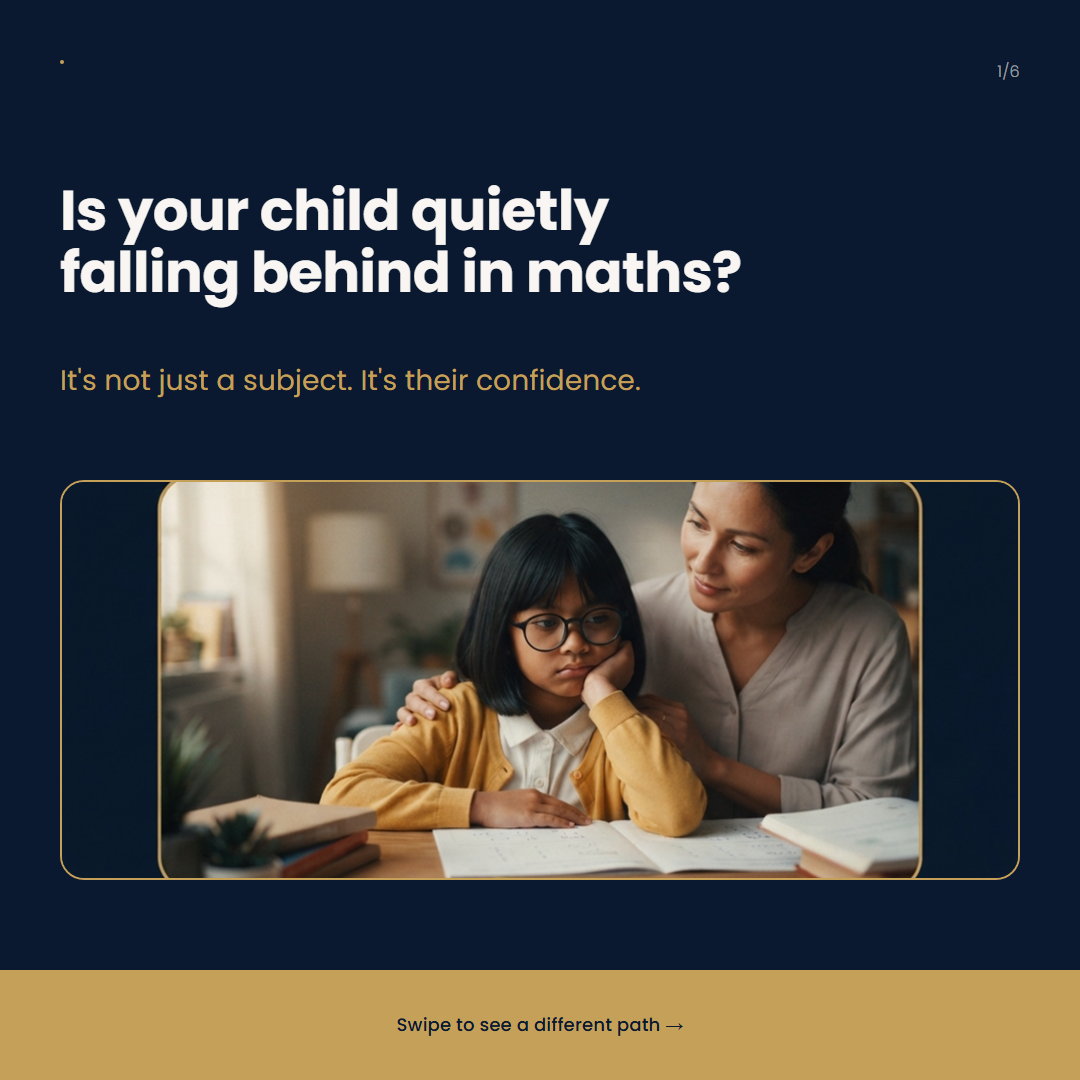 1/6
Is your child quietly
falling behind in maths?
It's not just a subject. It's their confidence.
Swipe to see a different path →